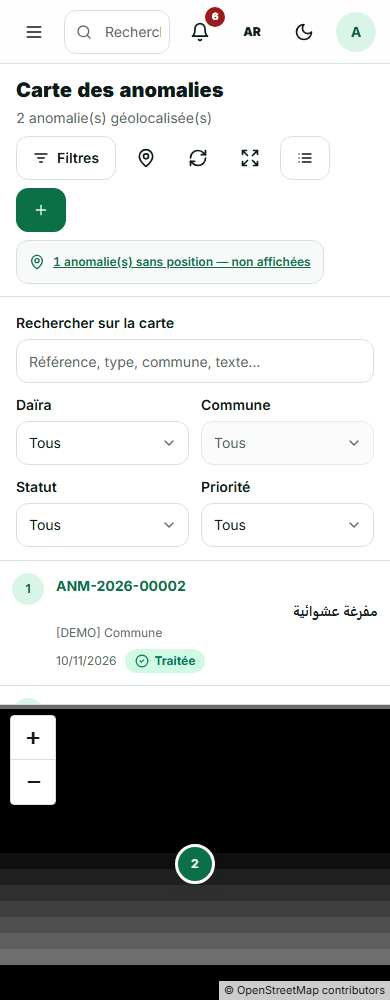 Recherc
6
AR
A
Carte des anomalies
2 anomalie(s) géolocalisée(s)
Filtres
+
1 anomalie(s) sans position — non affichées
Rechercher sur la carte
Référence, type, commune, texte...
Daïra
Commune
Tous
Tous
Statut
Priorité
Tous
Tous
1
ANM-2026-00002
مفرغة عشوائية
[DEMO] Commune
10/11/2026
Traitée
+
−
2
© OpenStreetMap contributors